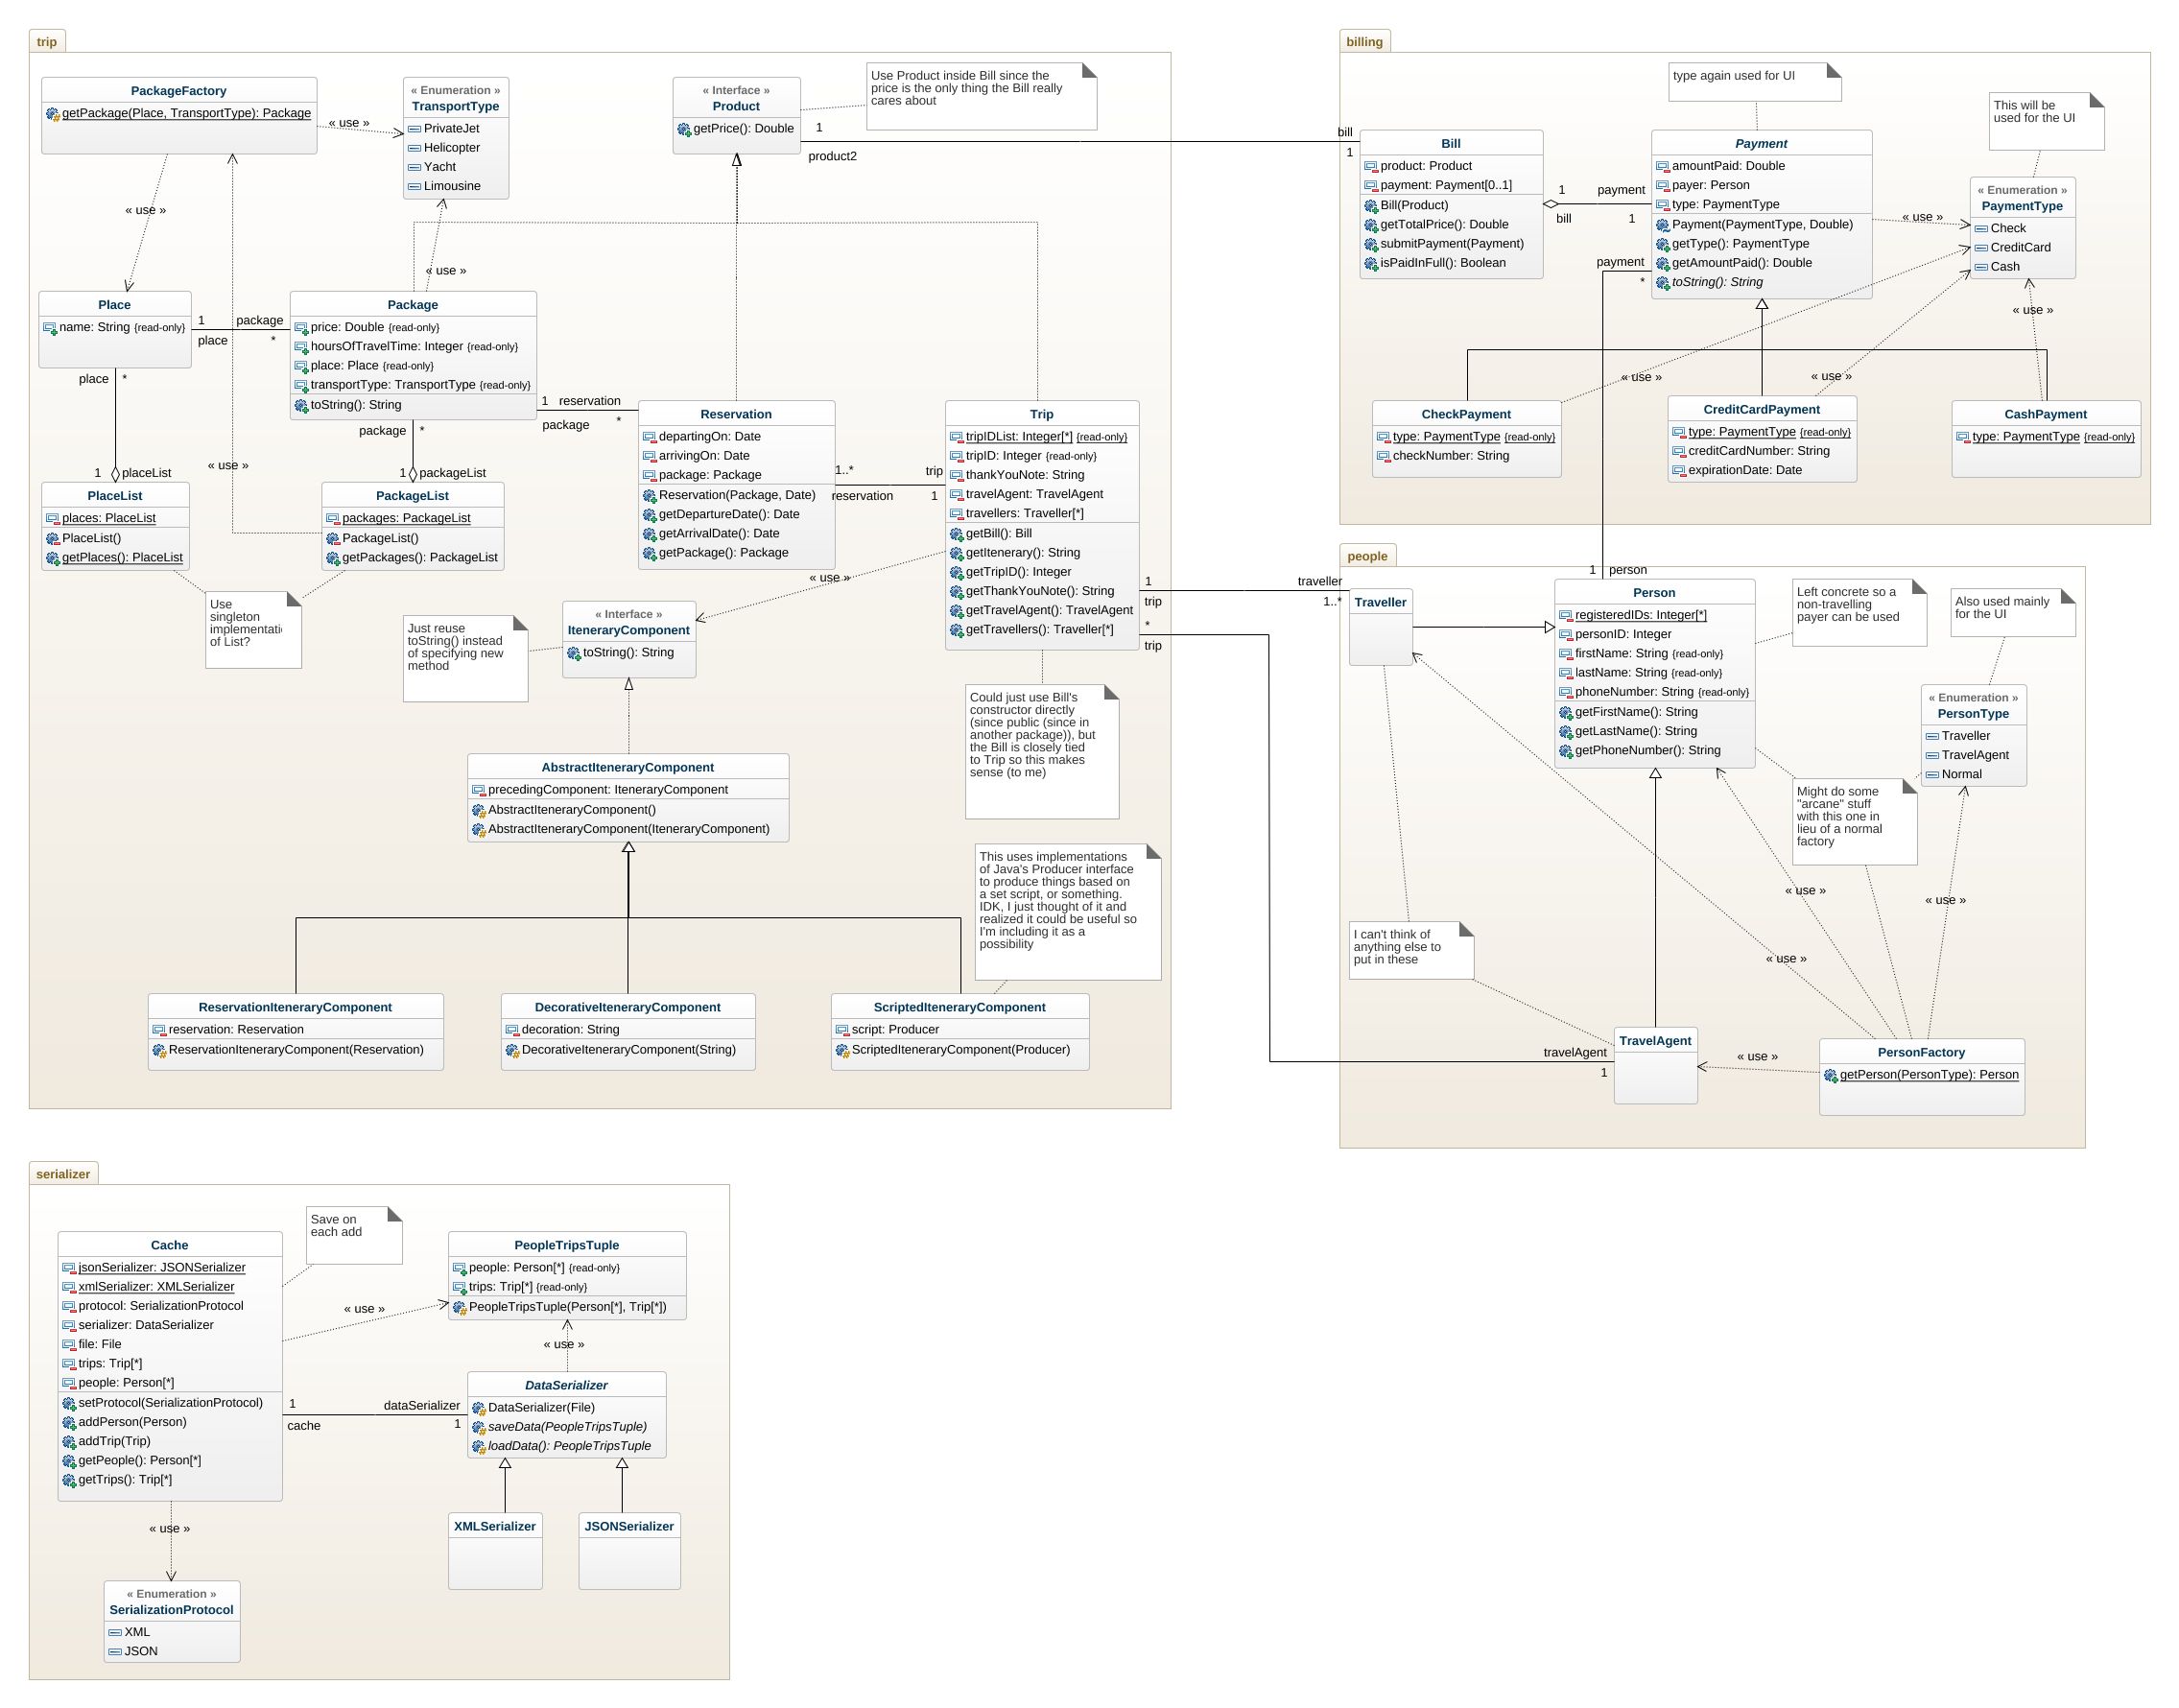 trip
PackageFactory
getPackage(Place, TransportType): Package
« use »
« Enumeration »
TransportType
PrivateJet
Helicopter
Yacht
Limousine
« Interface »
Product
getPrice(): Double
Use Product inside Bill since the
price is the only thing the Bill really
cares about
1
product2
bill
1
« use »
« use »
Place
name: String {read-only}
1
package
place
*
Package
price: Double {read-only}
hoursOfTravelTime: Integer {read-only}
place: Place {read-only}
transportType: TransportType {read-only}
toString(): String
place
*
package
*
1
reservation
package
*
1
placeList
« use »
1
packageList
PlaceList
places: PlaceList
PlaceList()
getPlaces(): PlaceList
PackageList
packages: PackageList
PackageList()
getPackages(): PackageList
Use
singleton
implementati
of List?
Reservation
departingOn: Date
arrivingOn: Date
package: Package
Reservation(Package, Date)
getDepartureDate(): Date
getArrivalDate(): Date
getPackage(): Package
1..*
trip
reservation
1
Trip
tripIDList: Integer[*] {read-only}
tripID: Integer {read-only}
thankYouNote: String
travelAgent: TravelAgent
travellers: Traveller[*]
getBill(): Bill
getItenerary(): String
getTripID(): Integer
getThankYouNote(): String
getTravelAgent(): TravelAgent
getTravellers(): Traveller[*]
« use »
1
traveller
trip
1..*
*
trip
Just reuse
toString() instead
of specifying new
method
« Interface »
IteneraryComponent
toString(): String
Could just use Bill's
constructor directly
(since public (since in
another package)), but
the Bill is closely tied
to Trip so this makes
sense (to me)
AbstractIteneraryComponent
precedingComponent: IteneraryComponent
AbstractIteneraryComponent()
AbstractIteneraryComponent(IteneraryComponent)
This uses implementations
of Java's Producer interface
to produce things based on
a set script, or something.
IDK, I just thought of it and
realized it could be useful so
I'm including it as a
possibility
ReservationIteneraryComponent
reservation: Reservation
ReservationIteneraryComponent(Reservation)
DecorativeIteneraryComponent
decoration: String
DecorativeIteneraryComponent(String)
ScriptedIteneraryComponent
script: Producer
ScriptedIteneraryComponent(Producer)
billing
type again used for UI
This will be
used for the UI
Bill
product: Product
payment: Payment[0..1]
Bill(Product)
getTotalPrice(): Double
submitPayment(Payment)
isPaidInFull(): Boolean
1
payment
bill
1
Payment
amountPaid: Double
payer: Person
type: PaymentType
Payment(PaymentType, Double)
getType(): PaymentType
getAmountPaid(): Double
toString(): String
payment
*
« use »
« Enumeration »
PaymentType
Check
CreditCard
Cash
« use »
« use »
« use »
CheckPayment
type: PaymentType {read-only}
checkNumber: String
CreditCardPayment
type: PaymentType {read-only}
creditCardNumber: String
expirationDate: Date
CashPayment
type: PaymentType {read-only}
people
1
person
Traveller
Person
registeredIDs: Integer[*]
personID: Integer
firstName: String {read-only}
lastName: String {read-only}
phoneNumber: String {read-only}
getFirstName(): String
getLastName(): String
getPhoneNumber(): String
Left concrete so a
non-travelling
payer can be used
Also used mainly
for the UI
« Enumeration »
PersonType
Traveller
TravelAgent
Normal
Might do some
"arcane" stuff
with this one in
lieu of a normal
factory
« use »
« use »
I can't think of
anything else to
put in these
« use »
TravelAgent
travelAgent
1
« use »
PersonFactory
getPerson(PersonType): Person
serializer
Save on
each add
Cache
jsonSerializer: JSONSerializer
xmlSerializer: XMLSerializer
protocol: SerializationProtocol
serializer: DataSerializer
file: File
trips: Trip[*]
people: Person[*]
setProtocol(SerializationProtocol)
addPerson(Person)
addTrip(Trip)
getPeople(): Person[*]
getTrips(): Trip[*]
« use »
PeopleTripsTuple
people: Person[*] {read-only}
trips: Trip[*] {read-only}
PeopleTripsTuple(Person[*], Trip[*])
« use »
1
dataSerializer
cache
1
DataSerializer
DataSerializer(File)
saveData(PeopleTripsTuple)
loadData(): PeopleTripsTuple
XMLSerializer
JSONSerializer
« use »
« Enumeration »
SerializationProtocol
XML
JSON